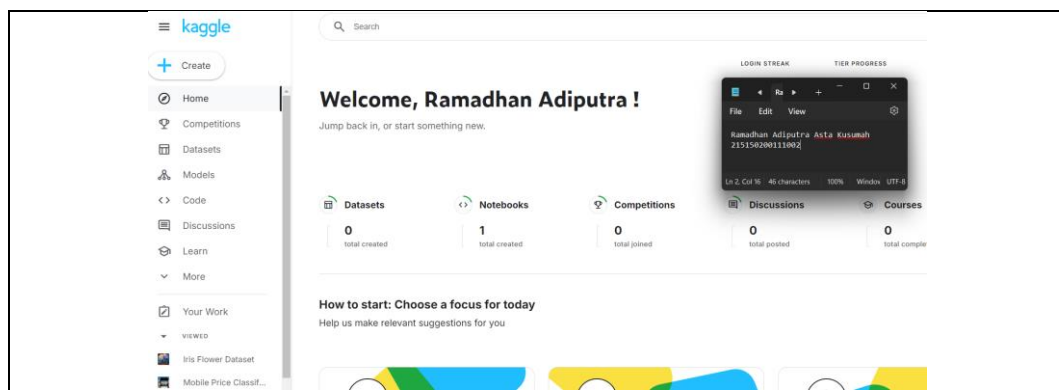 kaggle
Search
Create
LOGIN STREAK
TIER PROGRESS
Home
Competitions
Datasets
Models
Code
Discussions
Learn
More
Your Work
VIEWED
Iris Flower Dataset
Mobile Price Classif...
Welcome, Ramadhan Adiputra !
Jump back in, or start something new.
Ra
File Edit View
Ramadhan Adiputra Asta Kusumah
215150200111002
Ln 2, Col 16 46 characters 100% Window UTF-8
Datasets
0
total created
Notebooks
1
total created
Competitions
0
total joined
Discussions
0
total posted
Courses
0
total comple
How to start: Choose a focus for today
Help us make relevant suggestions for you